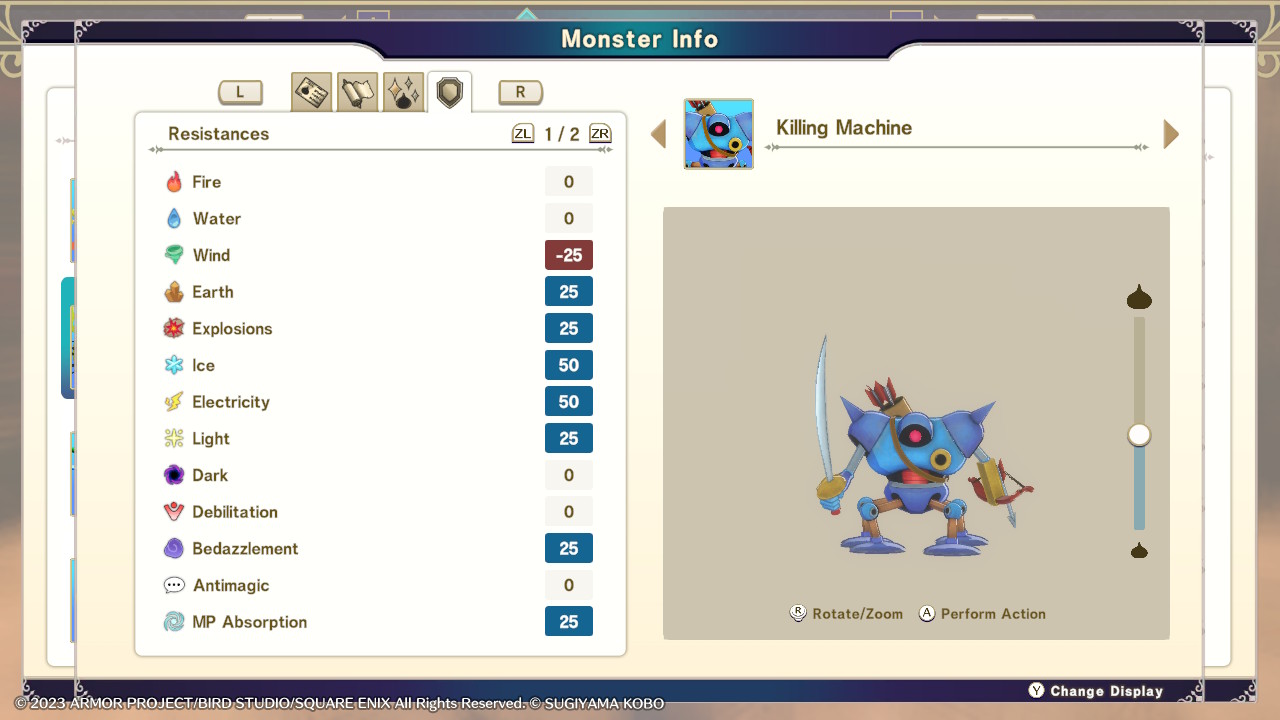 Monster Info
L
R
Resistances
ZL 1 / 2 ZR
Fire 0
Water 0
Wind -25
Earth 25
Explosions 25
Ice 50
Electricity 50
Light 25
Dark 0
Debilitation 0
Bedazzlement 25
Antimagic 0
MP Absorption 25
Killing Machine
R Rotate/Zoom A Perform Action
Y Change Display
© 2023 ARMOR PROJECT/BIRD STUDIO/SQUARE ENIX All Rights Reserved. © SUGIYAMA KOBO